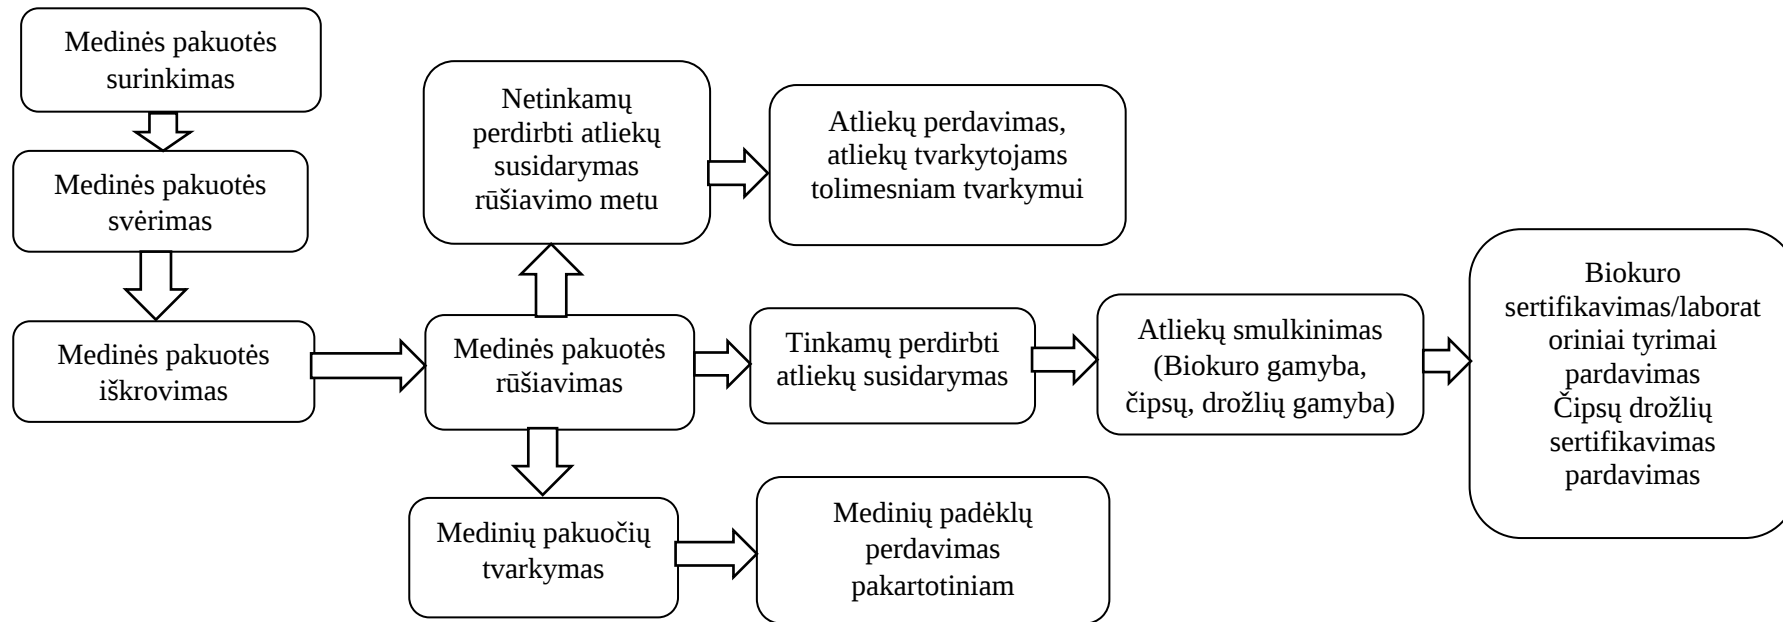 Medinės pakuotės
surinkimas
Medinės pakuotės
svėrimas
Medinės pakuotės
iškrovimas
Netinkamų
perdirbti atliekų
susidarymas
rūšiavimo metu
Atliekų perdavimas,
atliekų tvarkytojams
tolimesniam tvarkymui
Medinės pakuotės
rūšiavimas
Tinkamų perdirbti
atliekų susidarymas
Atliekų smulkinimas
(Biokuro gamyba,
čipsų, drožlių gamyba)
Biokuro
sertifikavimas/laborat
oriniai tyrimai
pardavimas
Čipsų drožlių
sertifikavimas
pardavimas
Medinių pakuočių
tvarkymas
Medinių padėklų
perdavimas
pakartotiniam